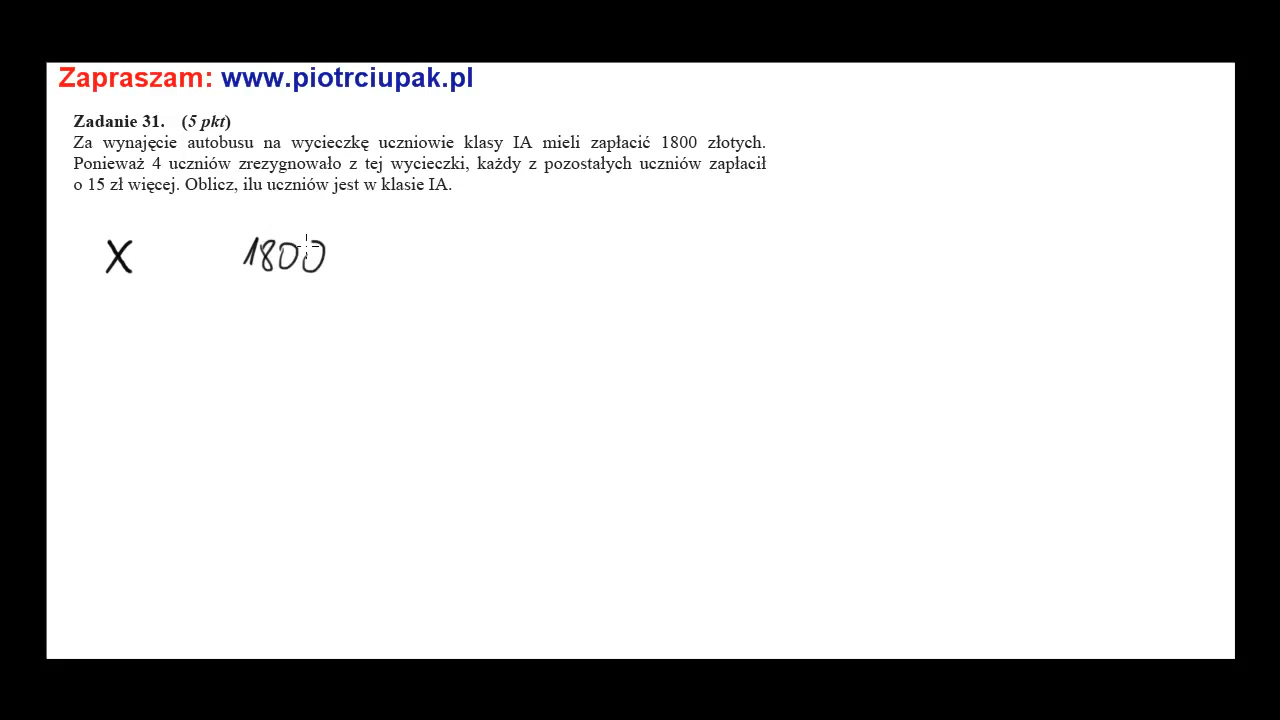 Zapraszam: www.piotrciupak.pl
Zadanie 31. (5 pkt)
Za wynajęcie autobusu na wycieczkę uczniowie klasy IA mieli zapłacić 1800 złotych.
Ponieważ 4 uczniów zrezygnowało z tej wycieczki, każdy z pozostałych uczniów zapłacił
o 15 zł więcej. Oblicz, ilu uczniów jest w klasie IA.
X 1800